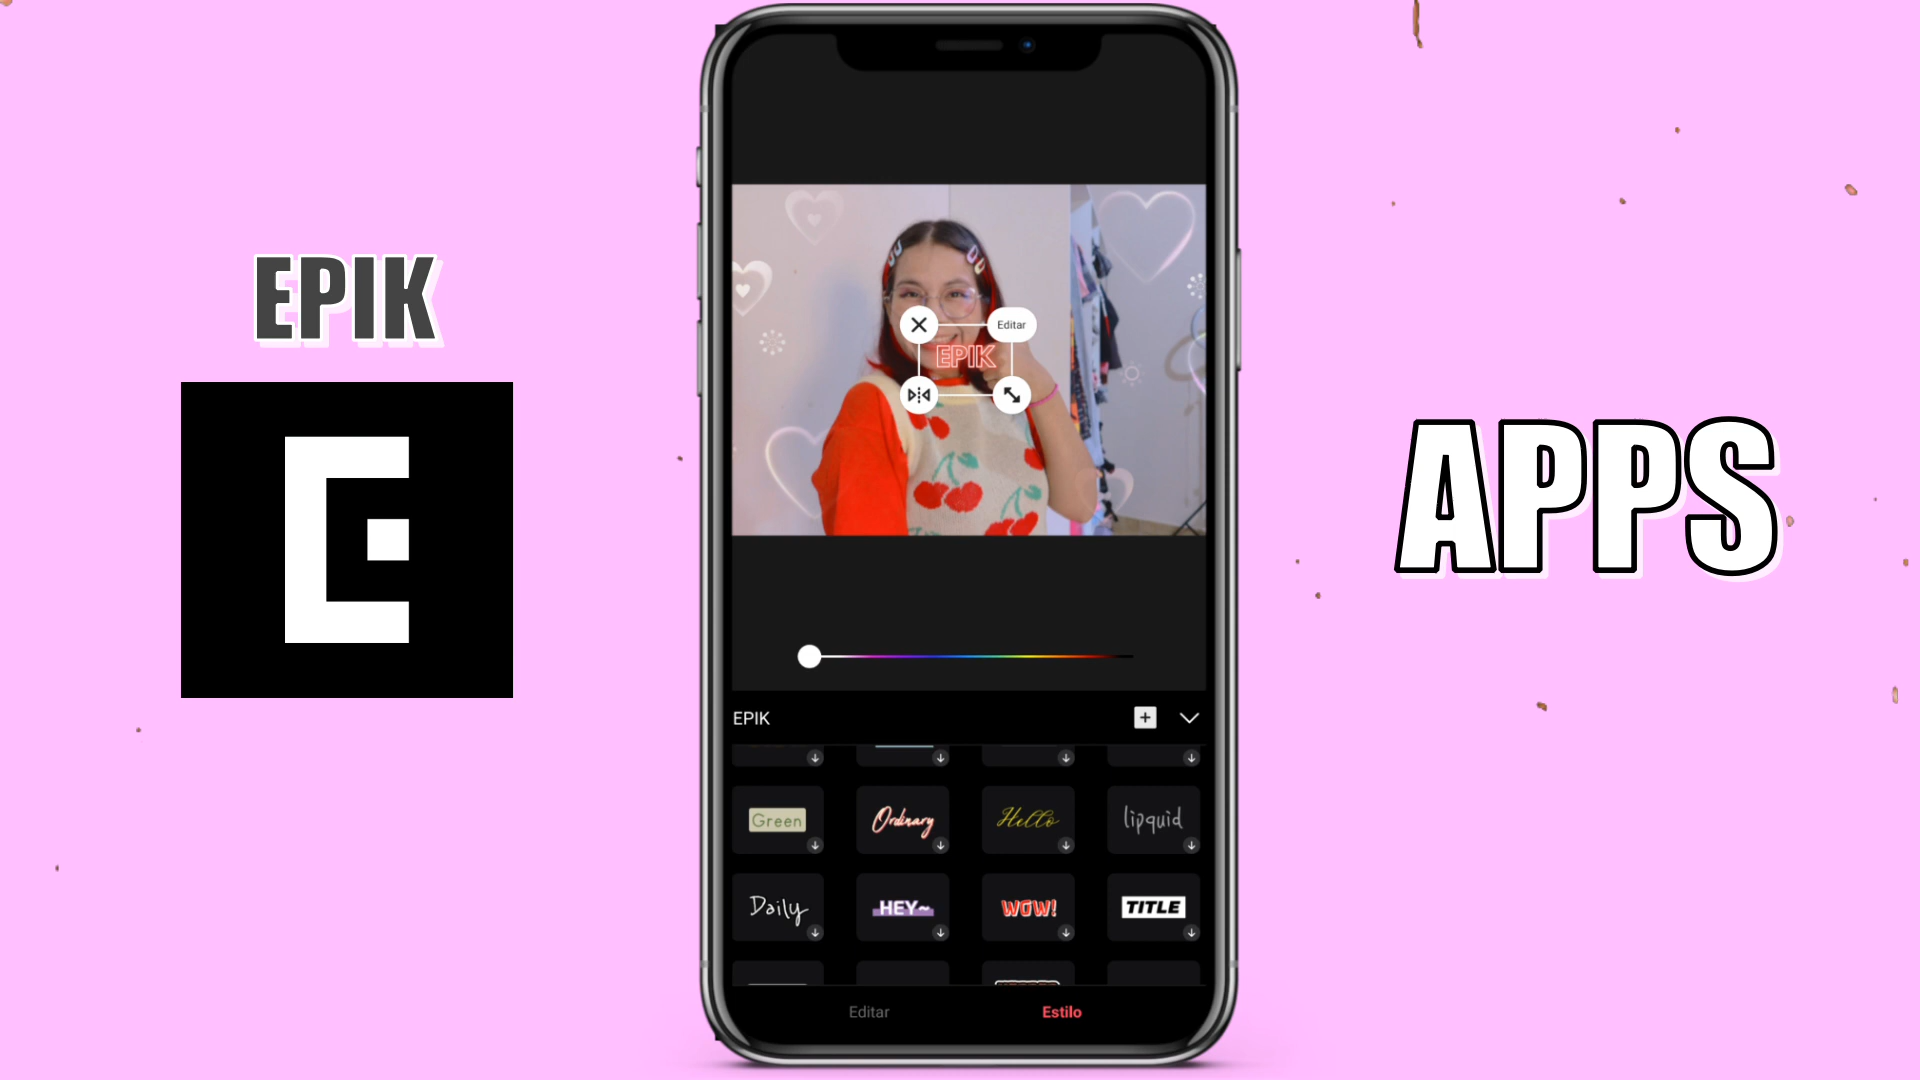 EPIK
APPS
Editar
EPIK
EPIK
Green
Ordinary
Hello
lipquid
Daily
HEY~
WOW!
TITLE
Editar
Estilo